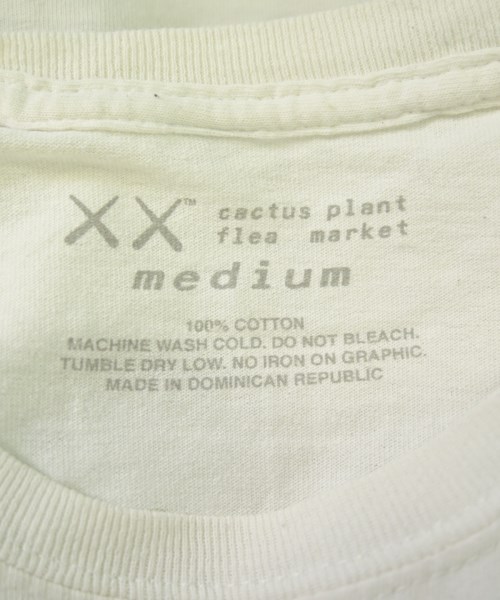 XX™ cactus plant
flea market
medium
100% COTTON
MACHINE WASH COLD. DO NOT BLEACH.
TUMBLE DRY LOW. NO IRON ON GRAPHIC.
MADE IN DOMINICAN REPUBLIC